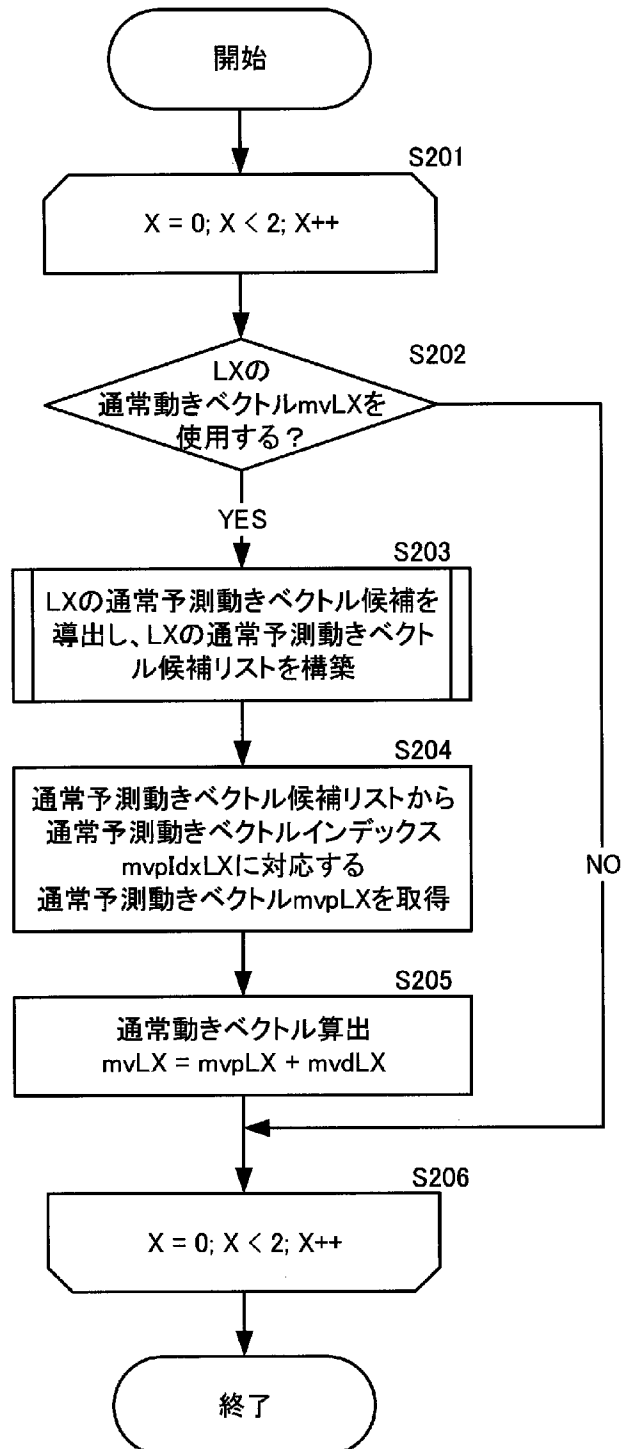 開始
S201
X = 0; X < 2; X++
S202
LXの
通常動きベクトルmvLXを
使用する？
YES
S203
LXの通常予測動きベクトル候補を
導出し、LXの通常予測動きベクト
ル候補リストを構築
S204
通常予測動きベクトル候補リストから
通常予測動きベクトルインデックス
mvpIdxLXに対応する
通常予測動きベクトルmvpLXを取得
NO
S205
通常動きベクトル算出
mvLX = mvpLX + mvdLX
S206
X = 0; X < 2; X++
終了